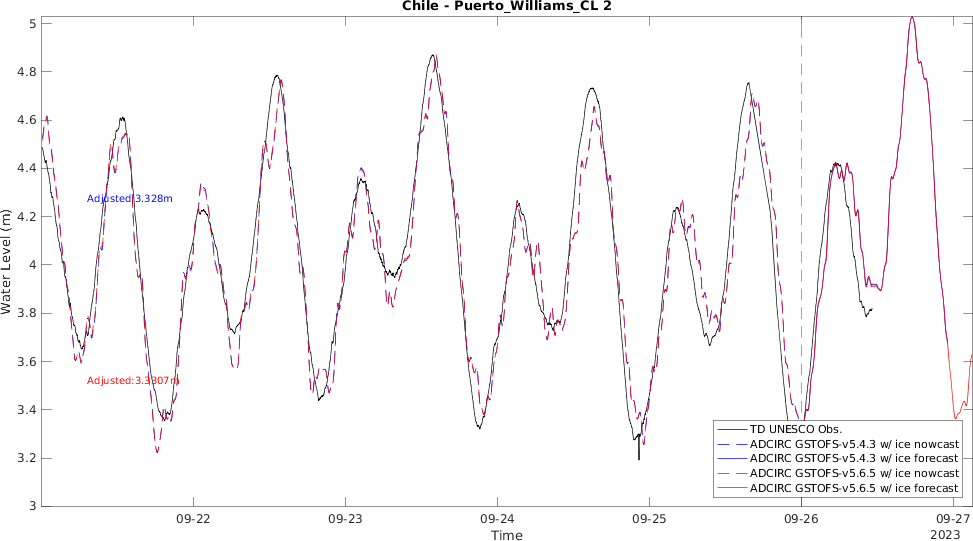 Chile - Puerto_Williams_CL 2
5
4.8
4.6
4.4
4.2
4
3.8
3.6
3.4
3.2
3
Water Level (m)
Adjusted:3.328m
Adjusted:3.3307m
TD UNESCO Obs.
ADCIRC GSTOFS-v5.4.3 w/ ice nowcast
ADCIRC GSTOFS-v5.4.3 w/ ice forecast
ADCIRC GSTOFS-v5.6.5 w/ ice nowcast
ADCIRC GSTOFS-v5.6.5 w/ ice forecast
09-22 09-23 09-24 09-25 09-26 09-27
Time
2023